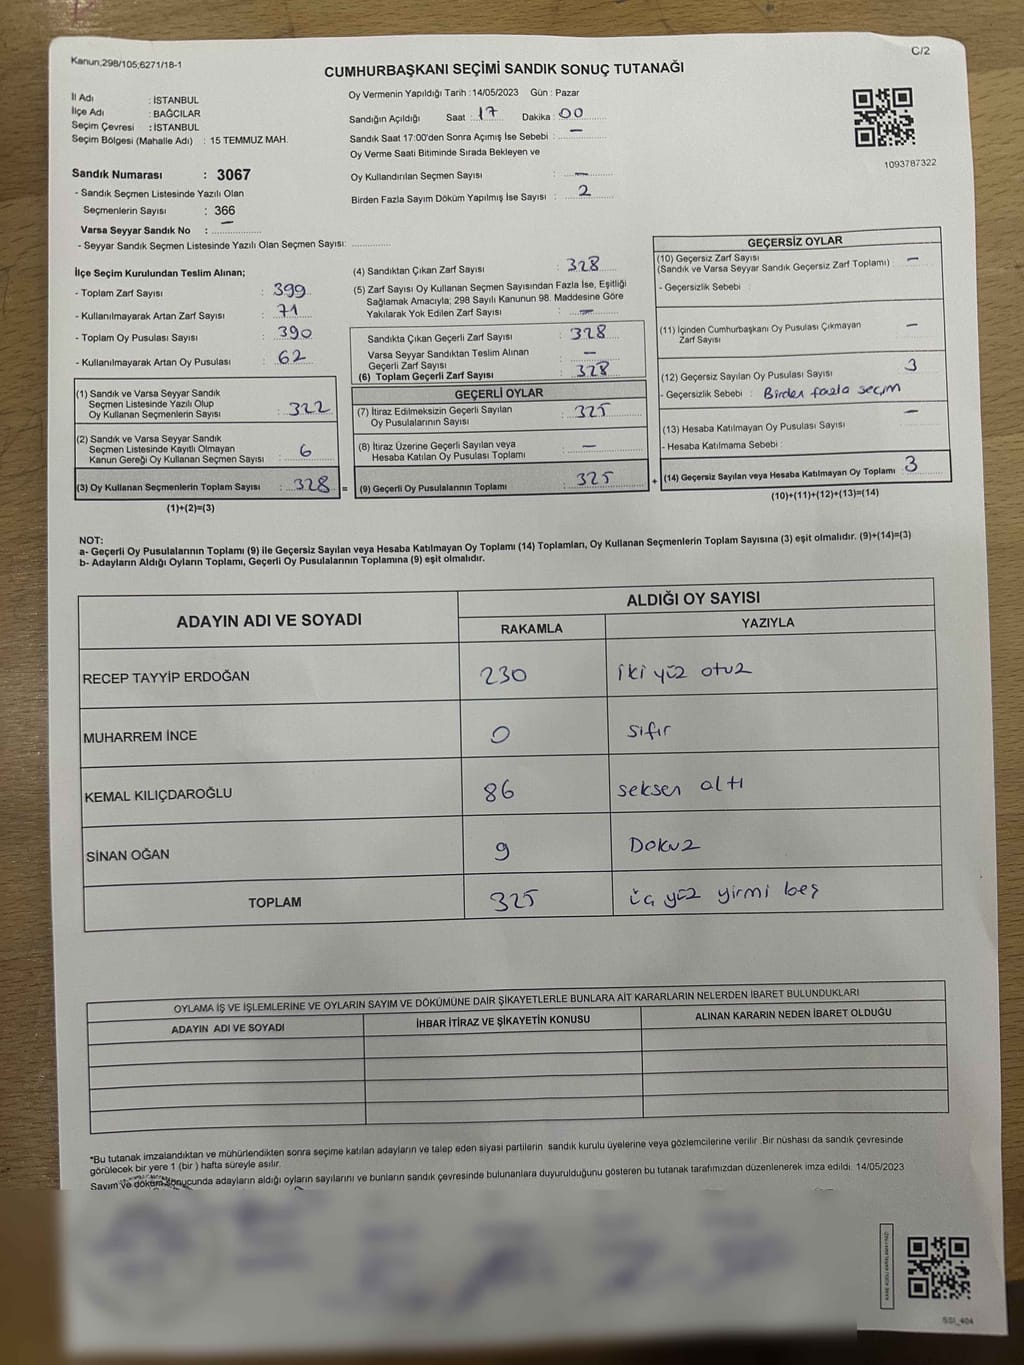 Kanun;298/105;6271/18-1
C/2
CUMHURBAŞKANI SEÇİMİ SANDIK SONUÇ TUTANAĞI
İl Adı : İSTANBUL
İlçe Adı : BAĞCILAR
Seçim Çevresi : İSTANBUL
Seçim Bölgesi (Mahalle Adı) : 15 TEMMUZ MAH.
Sandık Numarası : 3067
- Sandık Seçmen Listesinde Yazılı Olan
Seçmenlerin Sayısı : 366
Varsa Seyyar Sandık No : —
- Seyyar Sandık Seçmen Listesinde Yazılı Olan Seçmen Sayısı: ..............
Oy Vermenin Yapıldığı Tarih :14/05/2023 Gün : Pazar
Sandığın Açıldığı Saat : 17 Dakika : 00
Sandık Saat 17:00'den Sonra Açımış İse Sebebi : —
Oy Verme Saati Bitiminde Sırada Bekleyen ve
Oy Kullandırılan Seçmen Sayısı : —
Birden Fazla Sayım Döküm Yapılmış İse Sayısı : 2
1093787322
İlçe Seçim Kurulundan Teslim Alınan;
- Toplam Zarf Sayısı : 399
- Kullanılmayarak Artan Zarf Sayısı : 71
- Toplam Oy Pusulası Sayısı : 390
- Kullanılmayarak Artan Oy Pusulası : 62
(1) Sandık ve Varsa Seyyar Sandık
Seçmen Listesinde Yazılı Olup
Oy Kullanan Seçmenlerin Sayısı : 322
(2) Sandık ve Varsa Seyyar Sandık
Seçmen Listesinde Kayıtlı Olmayan
Kanun Gereği Oy Kullanan Seçmen Sayısı : 6
(3) Oy Kullanan Seçmenlerin Toplam Sayısı : 328 =
(1)+(2)=(3)
(4) Sandıktan Çıkan Zarf Sayısı : 328
(5) Zarf Sayısı Oy Kullanan Seçmen Sayısından Fazla İse, Eşitliği
Sağlamak Amacıyla; 298 Sayılı Kanunun 98. Maddesine Göre
Yakılarak Yok Edilen Zarf Sayısı : —
Sandıkta Çıkan Geçerli Zarf Sayısı : 328
Varsa Seyyar Sandıktan Teslim Alınan
Geçerli Zarf Sayısı : —
(6) Toplam Geçerli Zarf Sayısı : 328
GEÇERLİ OYLAR
(7) İtiraz Edilmeksizin Geçerli Sayılan
Oy Pusulalarının Sayısı : 325
(8) İtiraz Üzerine Geçerli Sayılan veya
Hesaba Katılan Oy Pusulası Toplamı : —
(9) Geçerli Oy Pusulalarının Toplamı : 325 +
GEÇERSİZ OYLAR
(10) Geçersiz Zarf Sayısı
(Sandık ve Varsa Seyyar Sandık Geçersiz Zarf Toplamı) : —
- Geçersizlik Sebebi :
(11) İçinden Cumhurbaşkanı Oy Pusulası Çıkmayan
Zarf Sayısı —
(12) Geçersiz Sayılan Oy Pusulası Sayısı 3
- Geçersizlik Sebebi : Birden fazla seçim
(13) Hesaba Katılmayan Oy Pusulası Sayısı —
- Hesaba Katılmama Sebebi :
(14) Geçersiz Sayılan veya Hesaba Katılmayan Oy Toplamı 3
(10)+(11)+(12)+(13)=(14)
NOT:
a- Geçerli Oy Pusulalarının Toplamı (9) ile Geçersiz Sayılan veya Hesaba Katılmayan Oy Toplamı (14) Toplamları, Oy Kullanan Seçmenlerin Toplam Sayısına (3) eşit olmalıdır. (9)+(14)=(3)
b- Adayların Aldığı Oyların Toplamı, Geçerli Oy Pusulalarının Toplamına (9) eşit olmalıdır.
ADAYIN ADI VE SOYADI ALDIĞI OY SAYISI
RAKAMLA YAZIYLA
RECEP TAYYİP ERDOĞAN 230 iki yüz otuz
MUHARREM İNCE 0 sıfır
KEMAL KILIÇDAROĞLU 86 seksen altı
SİNAN OĞAN 9 Dokuz
TOPLAM 325 üç yüz yirmi beş
OYLAMA İŞ VE İŞLEMLERİNE VE OYLARIN SAYIM VE DÖKÜMÜNE DAİR ŞİKAYETLERLE BUNLARA AİT KARARLARIN NELERDEN İBARET BULUNDUKLARI
ADAYIN ADI VE SOYADI İHBAR İTİRAZ VE ŞİKAYETİN KONUSU ALINAN KARARIN NEDEN İBARET OLDUĞU
*Bu tutanak imzalandıktan ve mühürlendikten sonra seçime katılan adayların ve talep eden siyasi partilerin sandık kurulu üyelerine veya gözlemcilerine verilir .Bir nüshası da sandık çevresinde
görülecek bir yere 1 (bir ) hafta süreyle asılır.
Sayım ve döküm sonucunda adayların aldığı oyların sayılarını ve bunların sandık çevresinde bulunanlara duyurulduğunu gösteren bu tutanak tarafımızdan düzenlenerek imza edildi. 14/05/2023
SSI_404